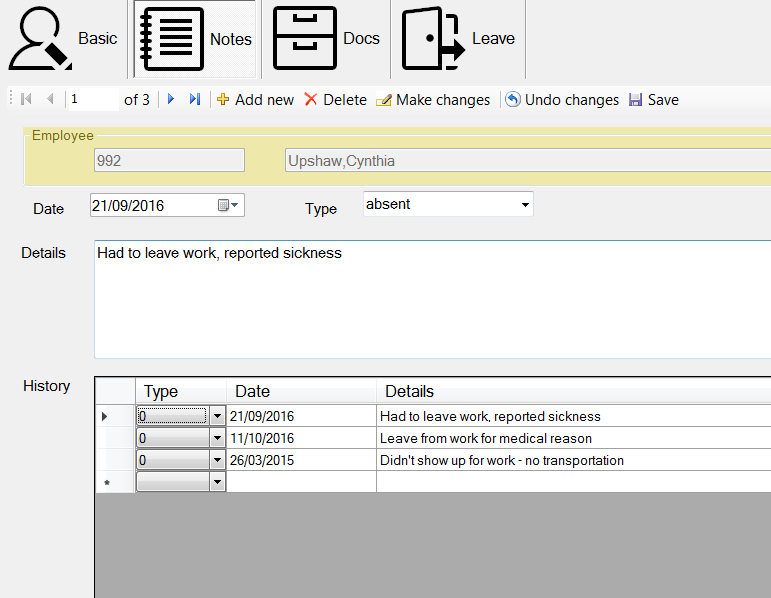 Basic Notes Docs Leave
1 of 3 Add new Delete Make changes Undo changes Save
Employee
992 Upshaw,Cynthia
Date 21/09/2016 Type absent
Details Had to leave work, reported sickness
History
Type Date Details
0 21/09/2016 Had to leave work, reported sickness
0 11/10/2016 Leave from work for medical reason
0 26/03/2015 Didn't show up for work - no transportation